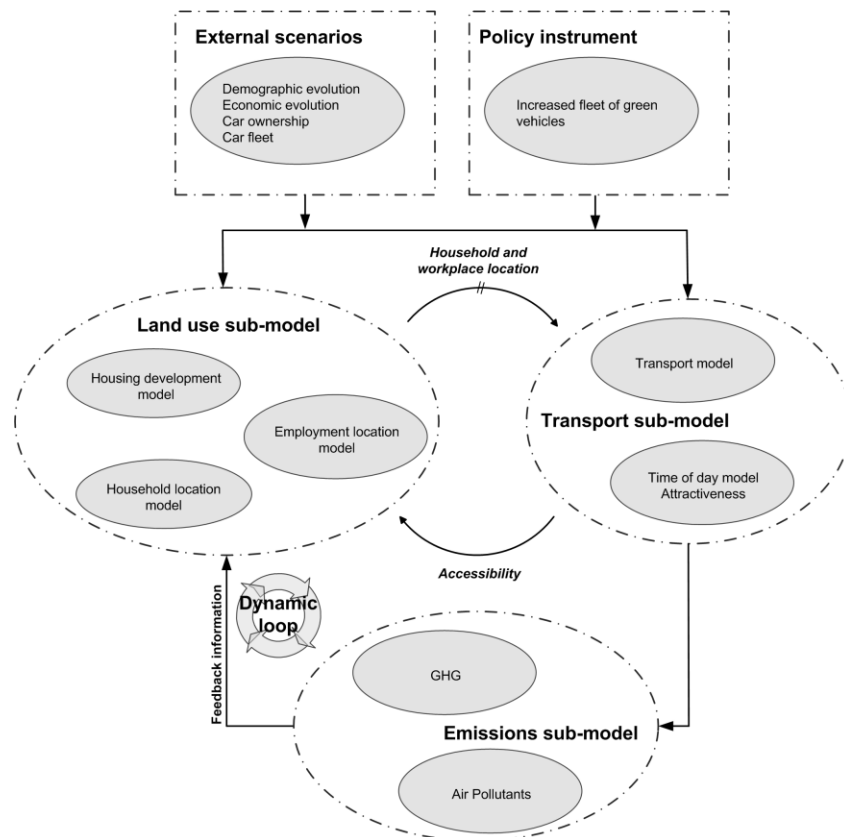 External scenarios
Demographic evolution
Economic evolution
Car ownership
Car fleet
Policy instrument
Increased fleet of green
vehicles
Household and
workplace location
Land use sub-model
Housing development
model
Employment location
model
Household location
model
Transport model
Transport sub-model
Time of day model
Attractiveness
Accessibility
Feedback information
Dynamic
loop
GHG
Emissions sub-model
Air Pollutants